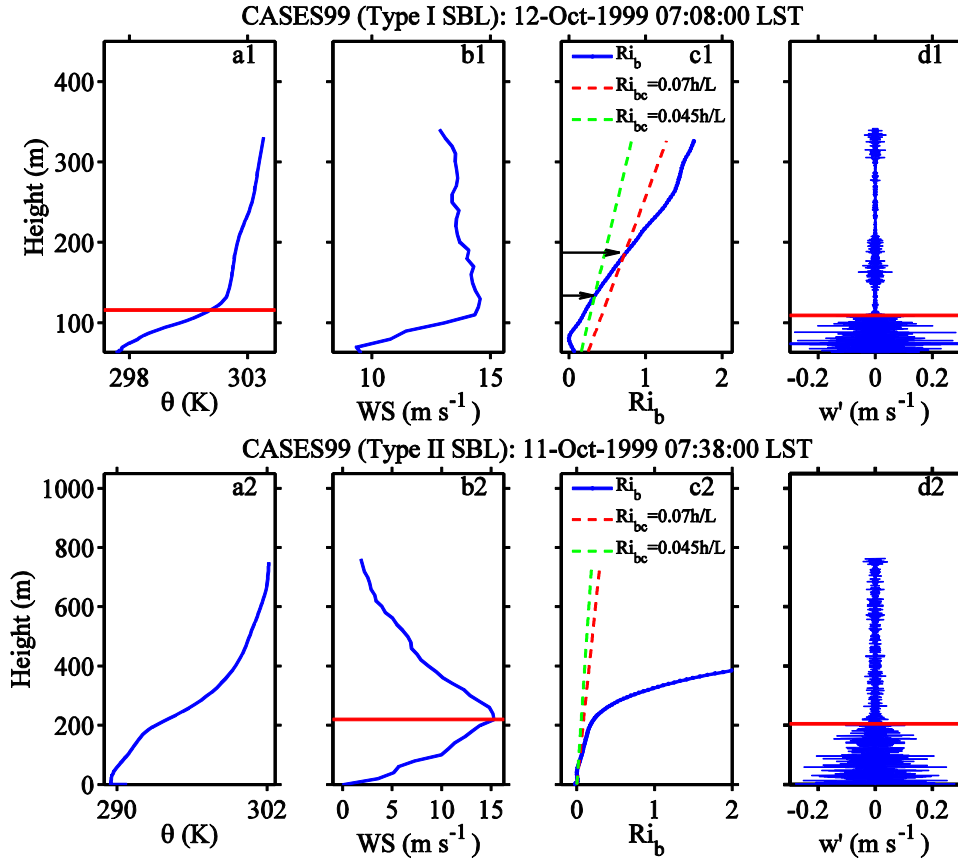 CASES99 (Type I SBL): 12-Oct-1999 07:08:00 LST
a1
b1
c1
d1
Ri_b
Ri_bc=0.07h/L
Ri_bc=0.045h/L
Height (m)
400
300
200
100
298 303
10 15
0 1 2
-0.2 0 0.2
θ (K)
WS (m s⁻¹)
Ri_b
w' (m s⁻¹)
CASES99 (Type II SBL): 11-Oct-1999 07:38:00 LST
a2
b2
c2
d2
Ri_b
Ri_bc=0.07h/L
Ri_bc=0.045h/L
Height (m)
1000
800
600
400
200
0
290 302
0 5 10 15
0 1 2
-0.2 0 0.2
θ (K)
WS (m s⁻¹)
Ri_b
w' (m s⁻¹)